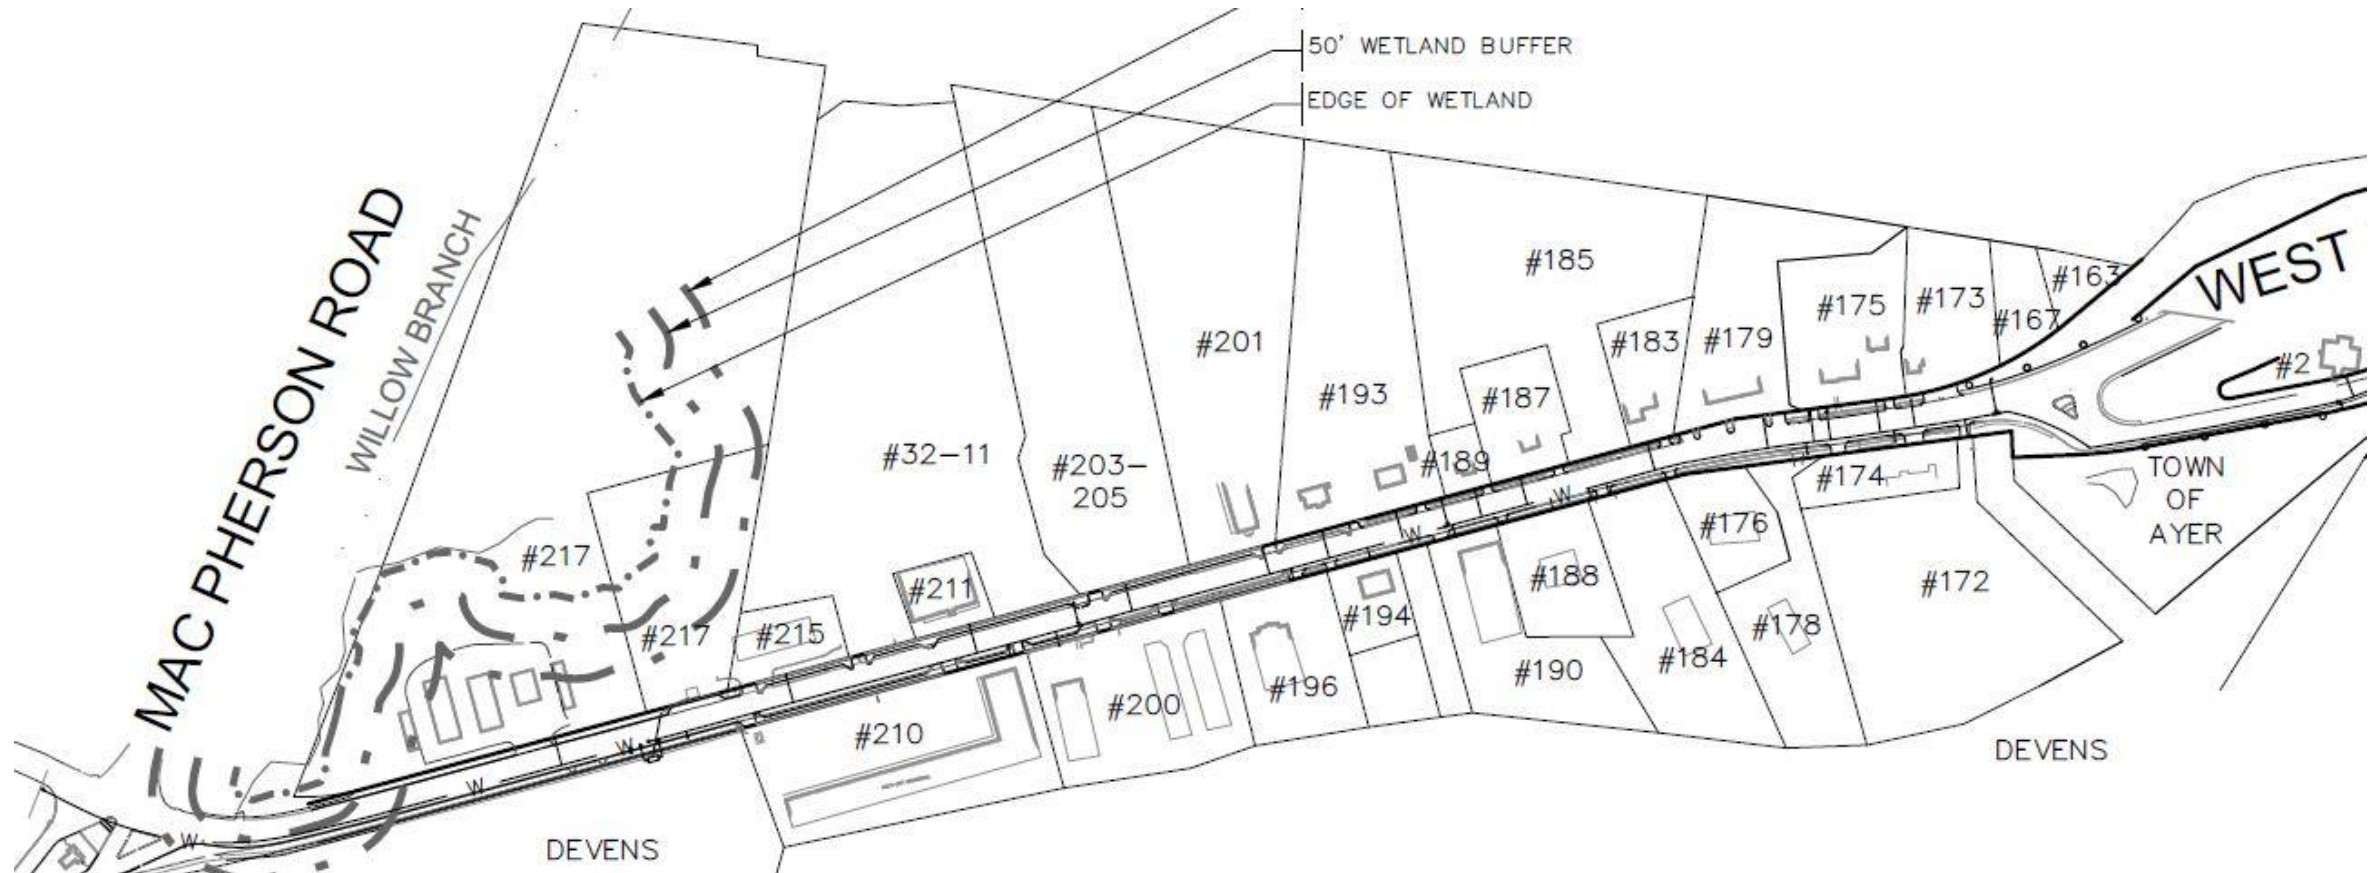 50' WETLAND BUFFER
EDGE OF WETLAND
MAC PHERSON ROAD
WILLOW BRANCH
WEST
#217
#217
#215
#211
#32-11
#203-
205
#201
#193
#189
#187
#185
#183
#179
#175
#173
#167
#163
#2
#210
#200
#196
#194
#190
#188
#184
#176
#178
#174
#172
TOWN
OF
AYER
DEVENS
DEVENS
W
W
W
W
W